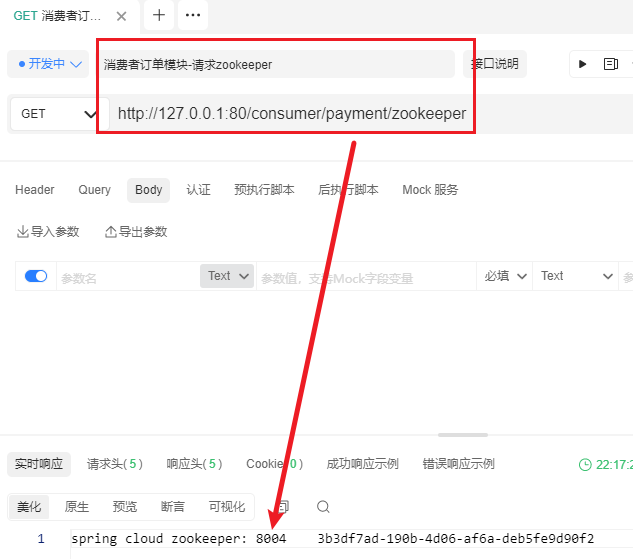 GET 消费者订单…
开发中
消费者订单模块-请求zookeeper
接口说明
GET
http://127.0.0.1:80/consumer/payment/zookeeper
Header Query Body 认证 预执行脚本 后执行脚本 Mock 服务
导入参数 导出参数
参数名 Text 参数值，支持Mock字段变量 必填 Text
实时响应 请求头(5) 响应头(5) Cookie(0) 成功响应示例 错误响应示例 22:17:2
美化 原生 预览 断言 可视化
1 spring cloud zookeeper: 8004 3b3df7ad-190b-4d06-af6a-deb5fe9d90f2